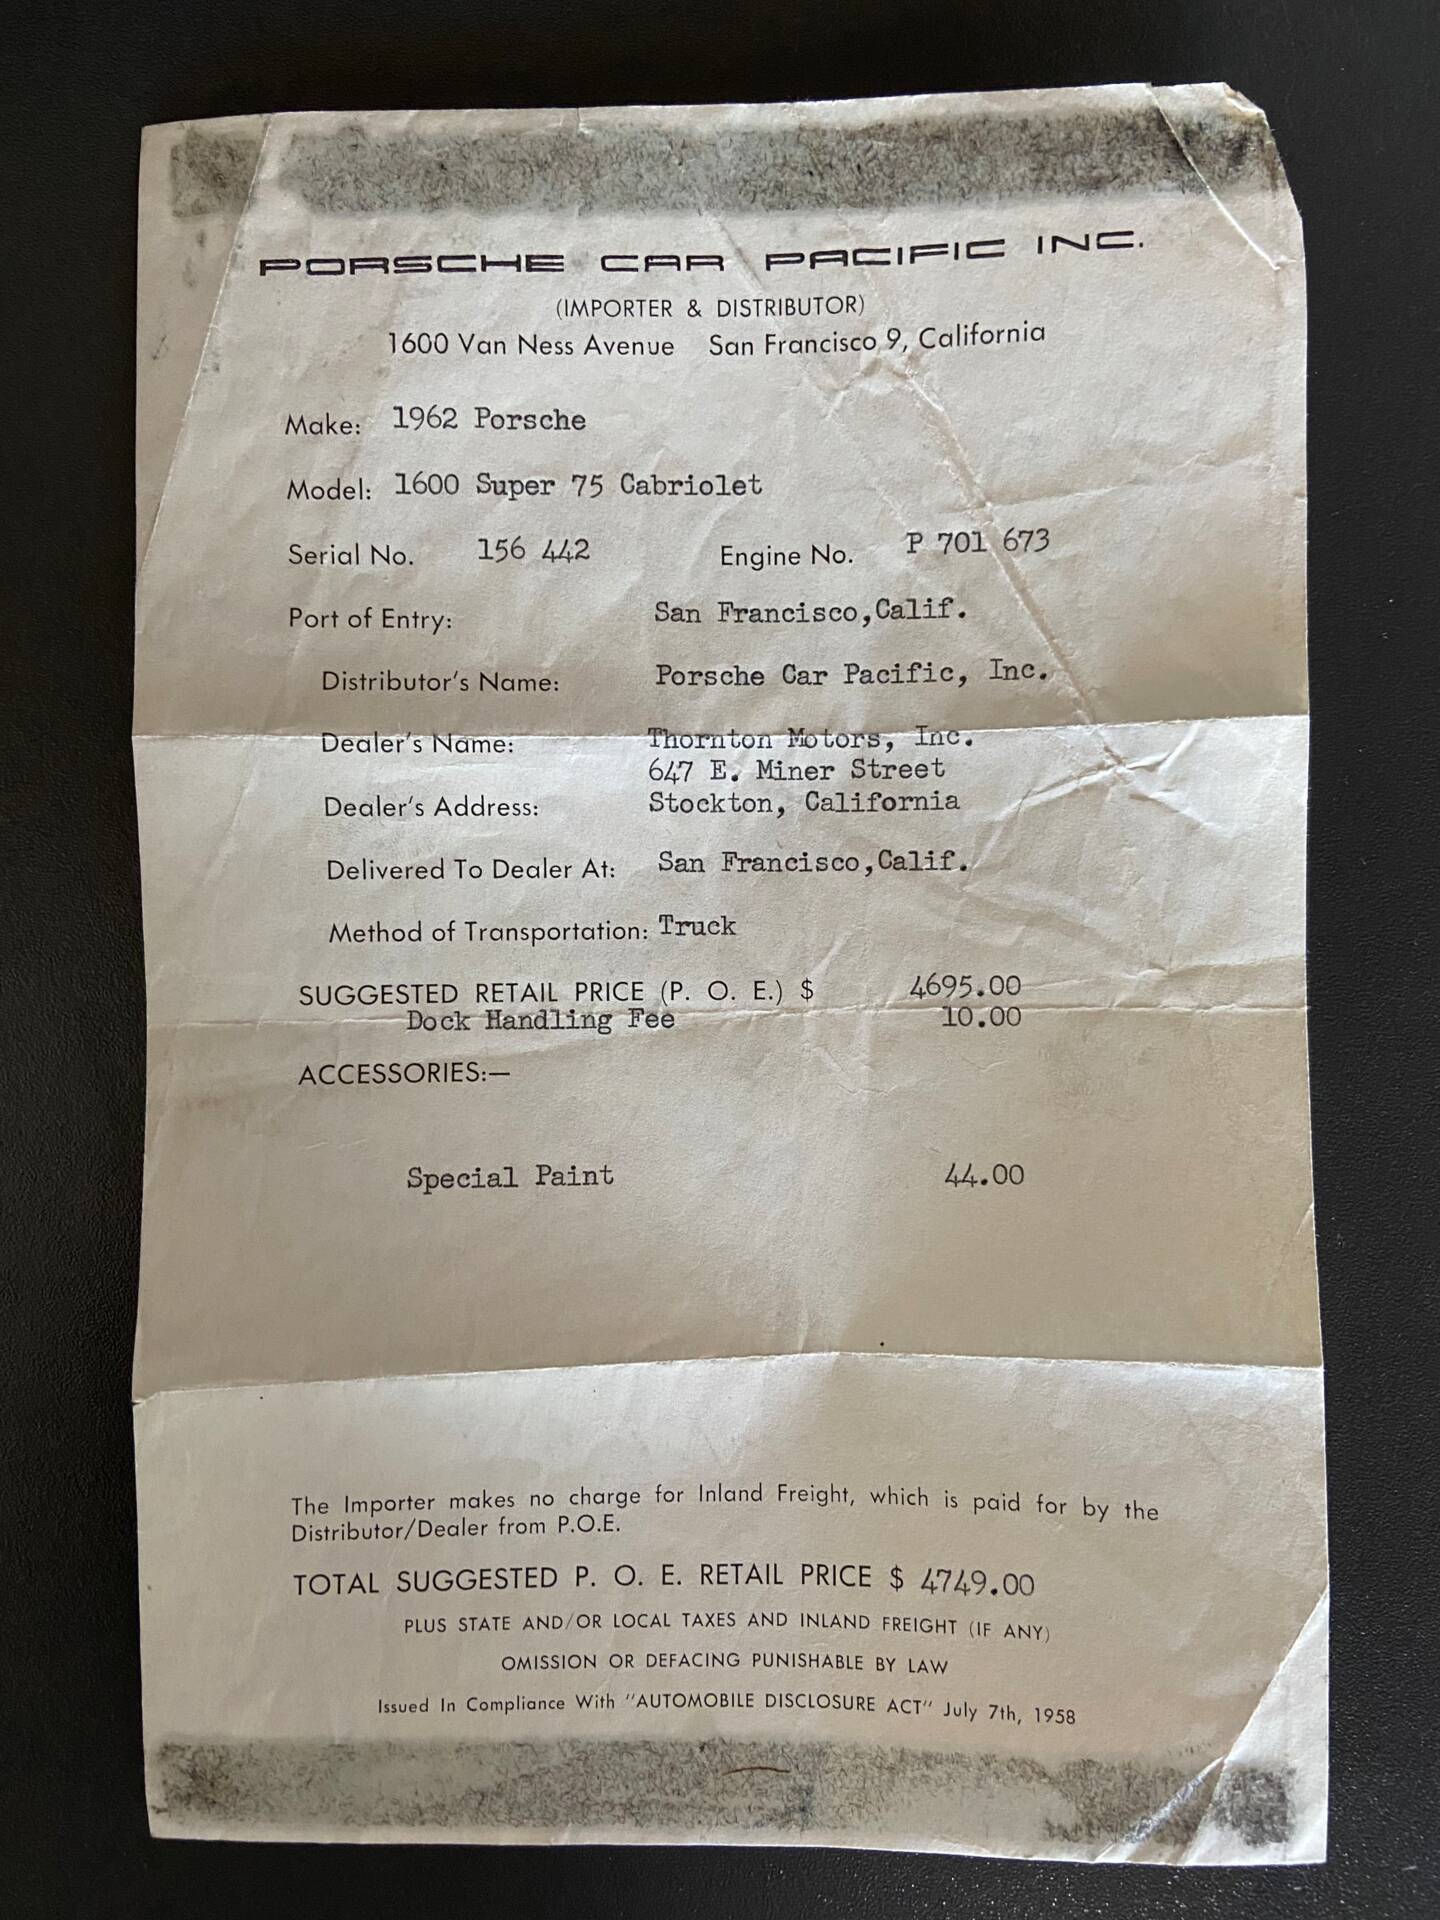 PORSCHE CAR PACIFIC INC.
(IMPORTER & DISTRIBUTOR)
1600 Van Ness Avenue San Francisco 9, California
Make: 1962 Porsche
Model: 1600 Super 75 Cabriolet
Serial No. 156 442 Engine No. P 701 673
Port of Entry: San Francisco,Calif.
Distributor's Name: Porsche Car Pacific, Inc.
Dealer's Name: Thornton Motors, Inc.
647 E. Miner Street
Dealer's Address: Stockton, California
Delivered To Dealer At: San Francisco,Calif.
Method of Transportation: Truck
SUGGESTED RETAIL PRICE (P. O. E.) $ 4695.00
Dock Handling Fee 10.00
ACCESSORIES:—
Special Paint 44.00
The Importer makes no charge for Inland Freight, which is paid for by the
Distributor/Dealer from P.O.E.
TOTAL SUGGESTED P. O. E. RETAIL PRICE $ 4749.00
PLUS STATE AND/OR LOCAL TAXES AND INLAND FREIGHT (IF ANY)
OMISSION OR DEFACING PUNISHABLE BY LAW
Issued In Compliance With "AUTOMOBILE DISCLOSURE ACT" July 7th, 1958